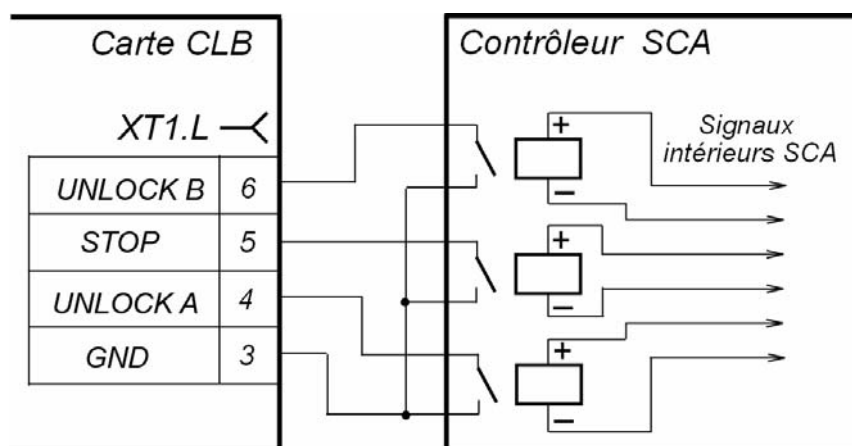 Carte CLB
Contrôleur SCA
XT1.L
Signaux
intérieurs SCA
UNLOCK B 6
STOP 5
UNLOCK A 4
GND 3
+
−
+
−
+
−